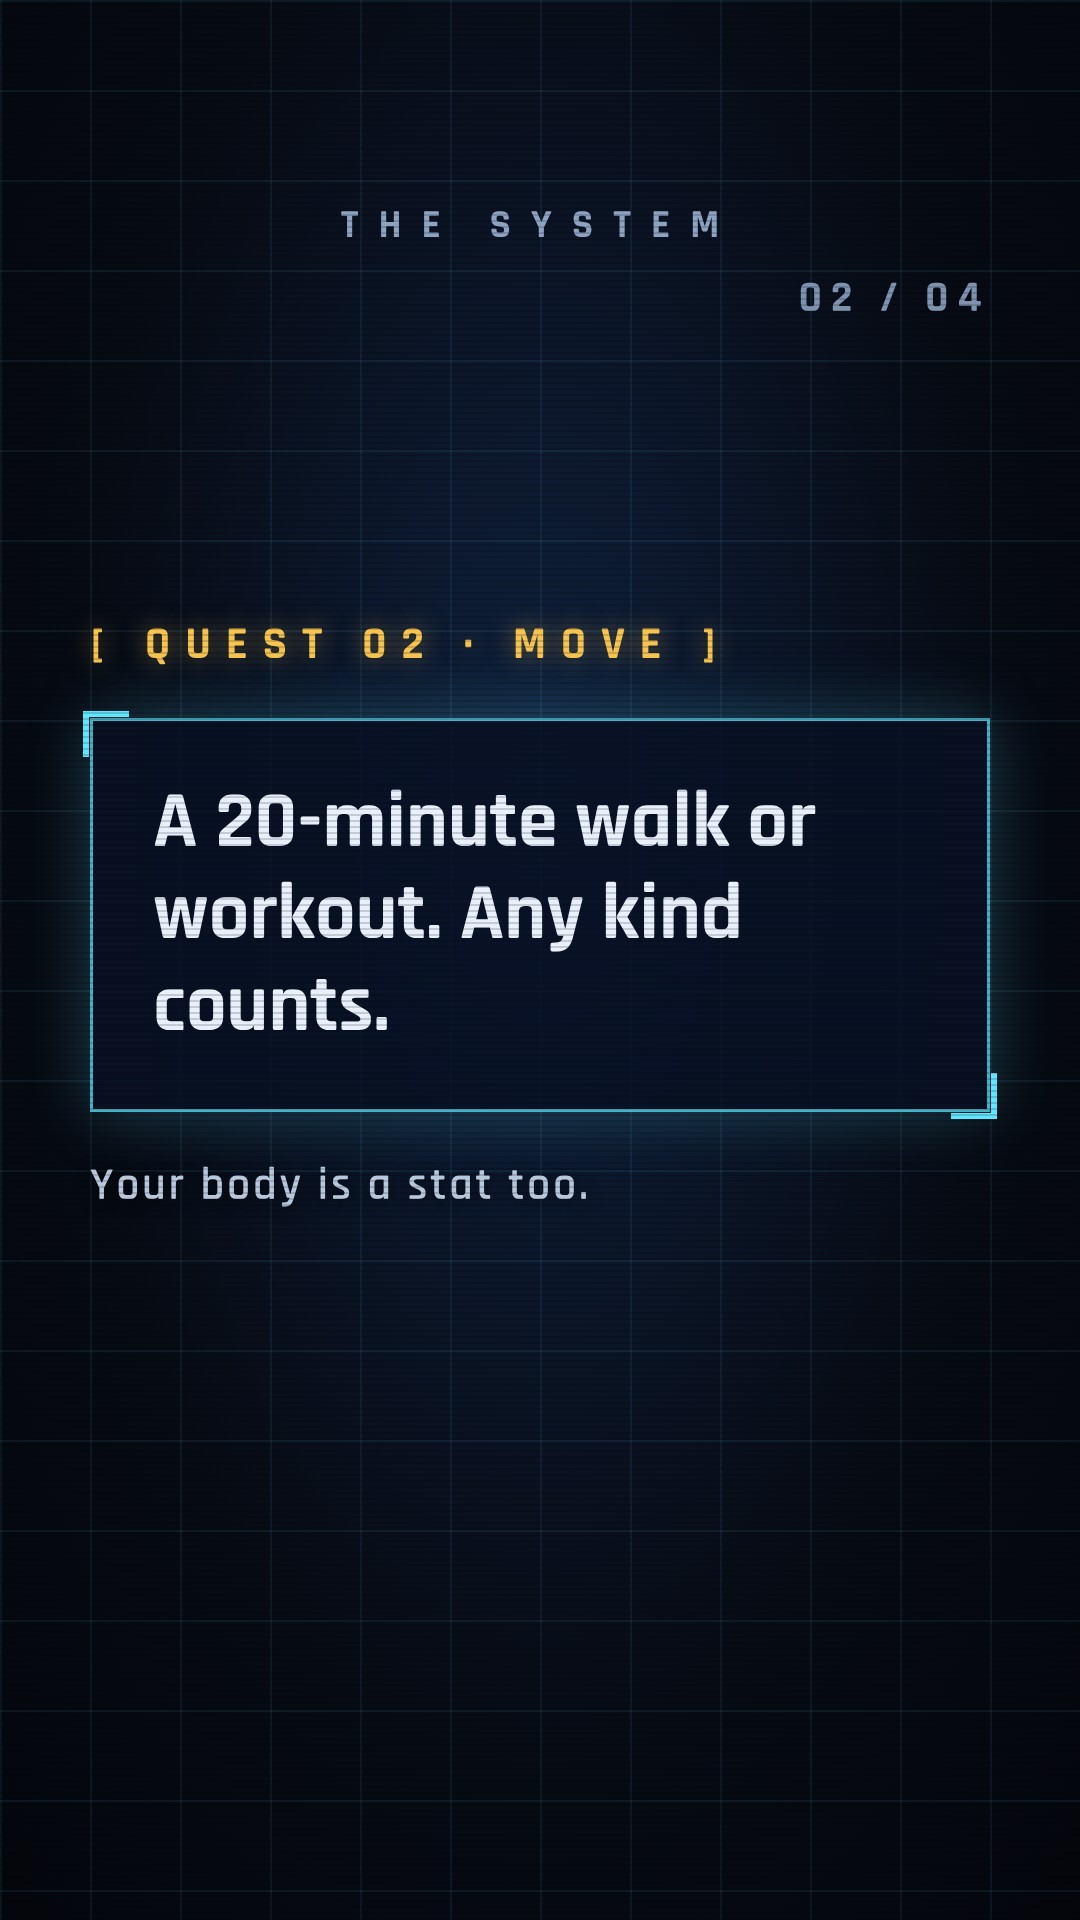 THE SYSTEM
02 / 04
[ QUEST 02 · MOVE ]
A 20-minute walk or
workout. Any kind
counts.
Your body is a stat too.